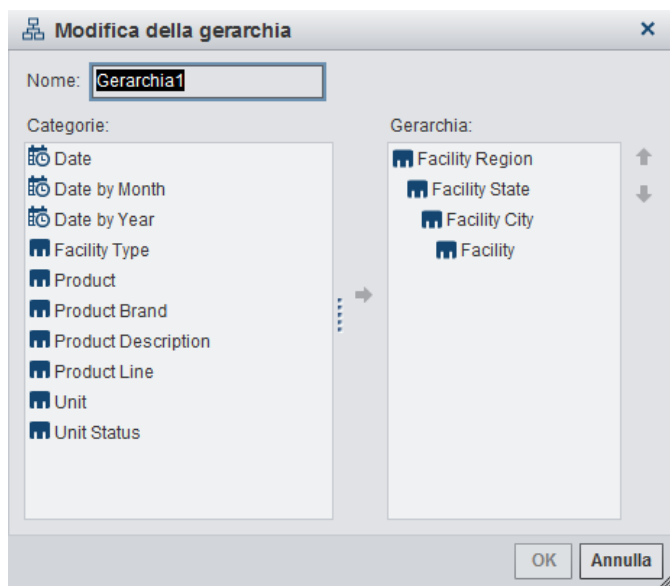 Modifica della gerarchia
Nome: Gerarchia1
Categorie:
Date
Date by Month
Date by Year
Facility Type
Product
Product Brand
Product Description
Product Line
Unit
Unit Status
Gerarchia:
Facility Region
Facility State
Facility City
Facility
OK
Annulla